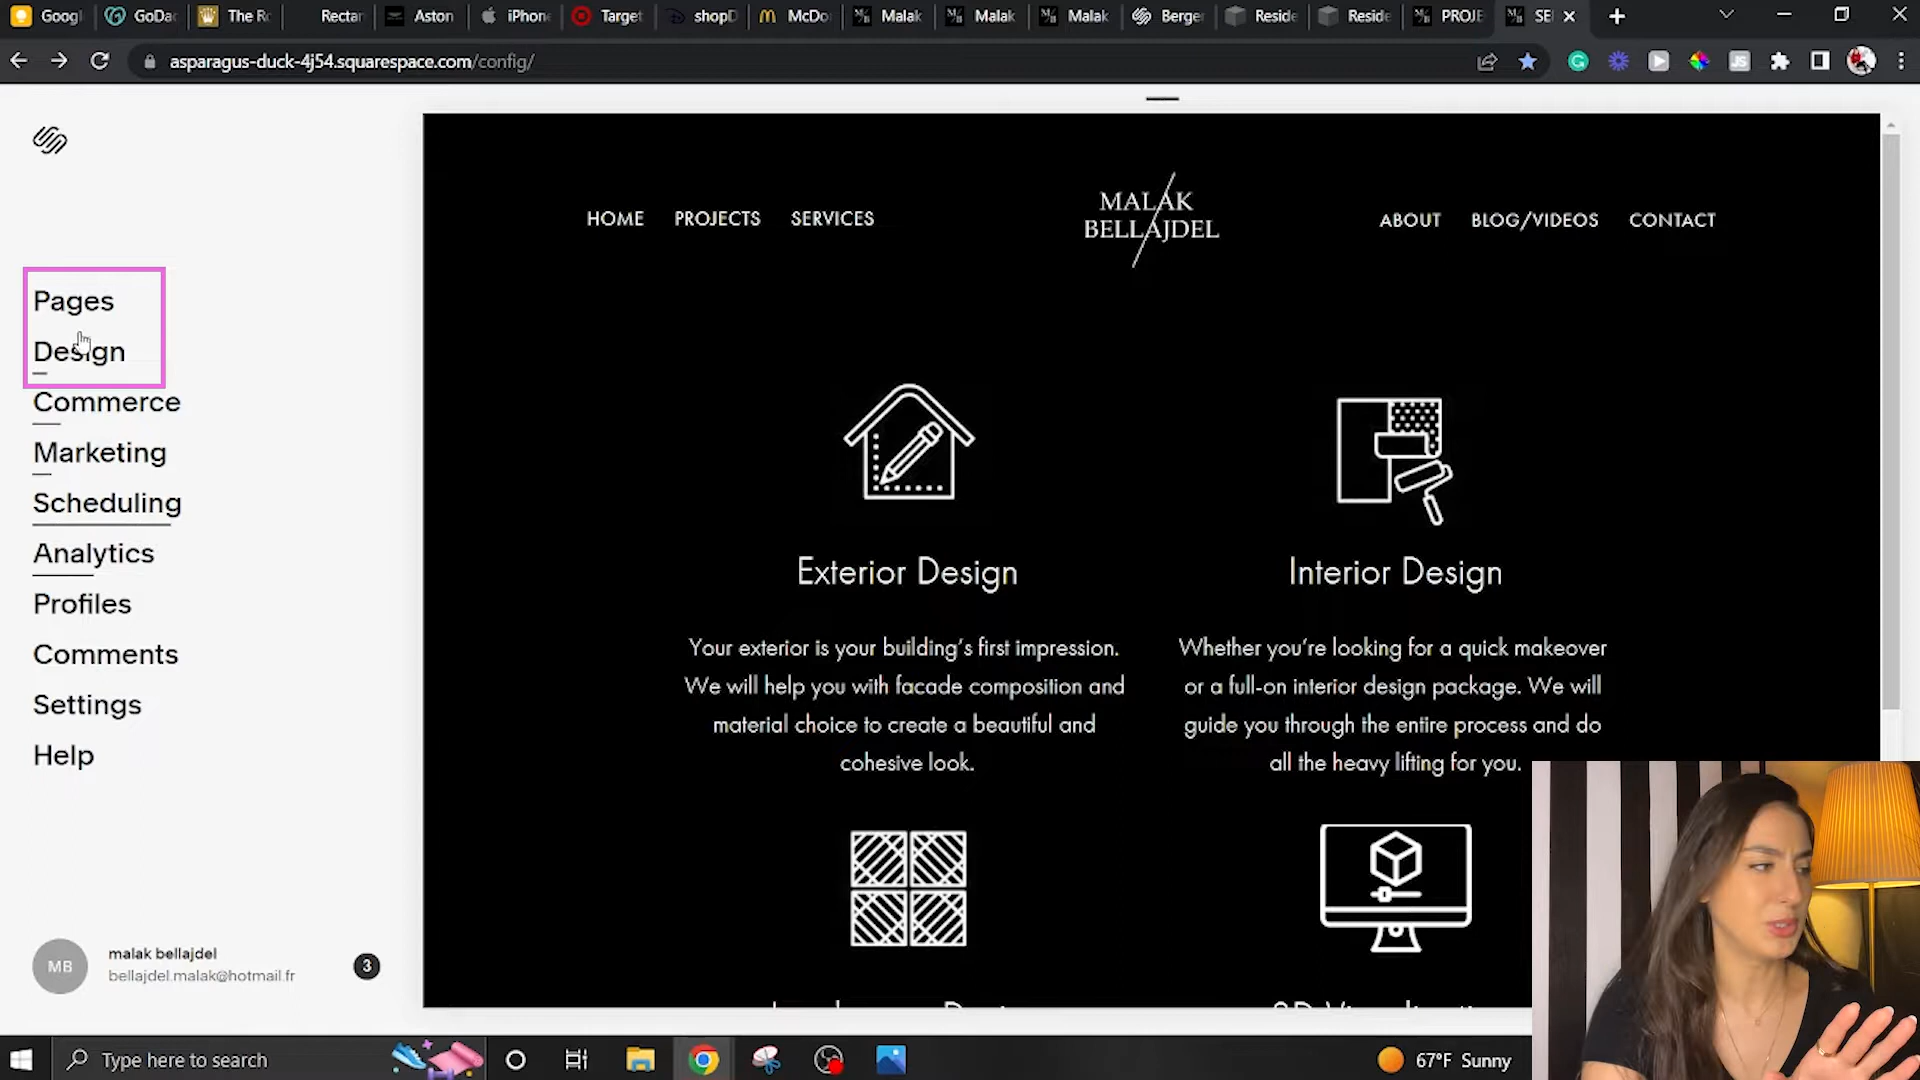 Googl
GoDa
The Ro
Rectan
Aston
iPhon
Target
shopD
McDo
Malak
Malak
Malak
Berger
Reside
Reside
PROJE
SE
asparagus-duck-4j54.squarespace.com/config/
HOME PROJECTS SERVICES
MALAK
BELLAJDEL
ABOUT BLOG/VIDEOS CONTACT
Pages
Design
Commerce
Marketing
Scheduling
Analytics
Profiles
Comments
Settings
Help
Exterior Design
Your exterior is your building's first impression.
We will help you with facade composition and
material choice to create a beautiful and
cohesive look.
Interior Design
Whether you're looking for a quick makeover
or a full-on interior design package. We will
guide you through the entire process and do
all the heavy lifting for you.
MB
malak bellajdel
bellajdel.malak@hotmail.fr
3
Type here to search
67°F Sunny